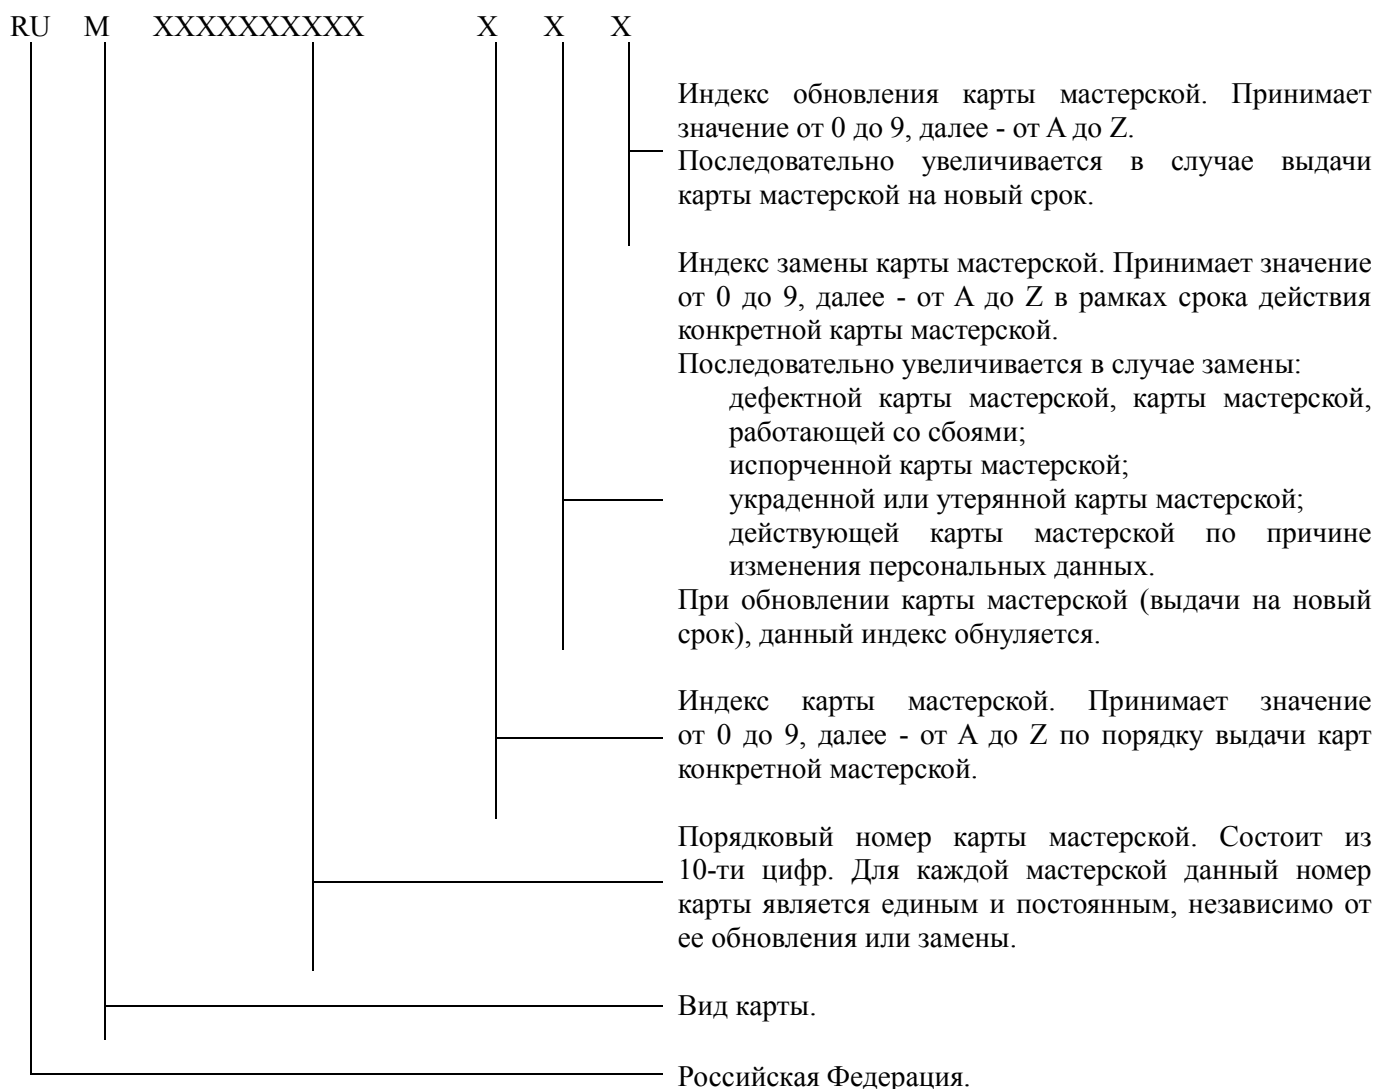 RU M XXXXXXXXXX X X X
Индекс обновления карты мастерской. Принимает
значение от 0 до 9, далее - от A до Z.
Последовательно увеличивается в случае выдачи
карты мастерской на новый срок.
Индекс замены карты мастерской. Принимает значение
от 0 до 9, далее - от A до Z в рамках срока действия
конкретной карты мастерской.
Последовательно увеличивается в случае замены:
дефектной карты мастерской, карты мастерской,
работающей со сбоями;
испорченной карты мастерской;
украденной или утерянной карты мастерской;
действующей карты мастерской по причине
изменения персональных данных.
При обновлении карты мастерской (выдачи на новый
срок), данный индекс обнуляется.
Индекс карты мастерской. Принимает значение
от 0 до 9, далее - от A до Z по порядку выдачи карт
конкретной мастерской.
Порядковый номер карты мастерской. Состоит из
10-ти цифр. Для каждой мастерской данный номер
карты является единым и постоянным, независимо от
ее обновления или замены.
Вид карты.
Российская Федерация.